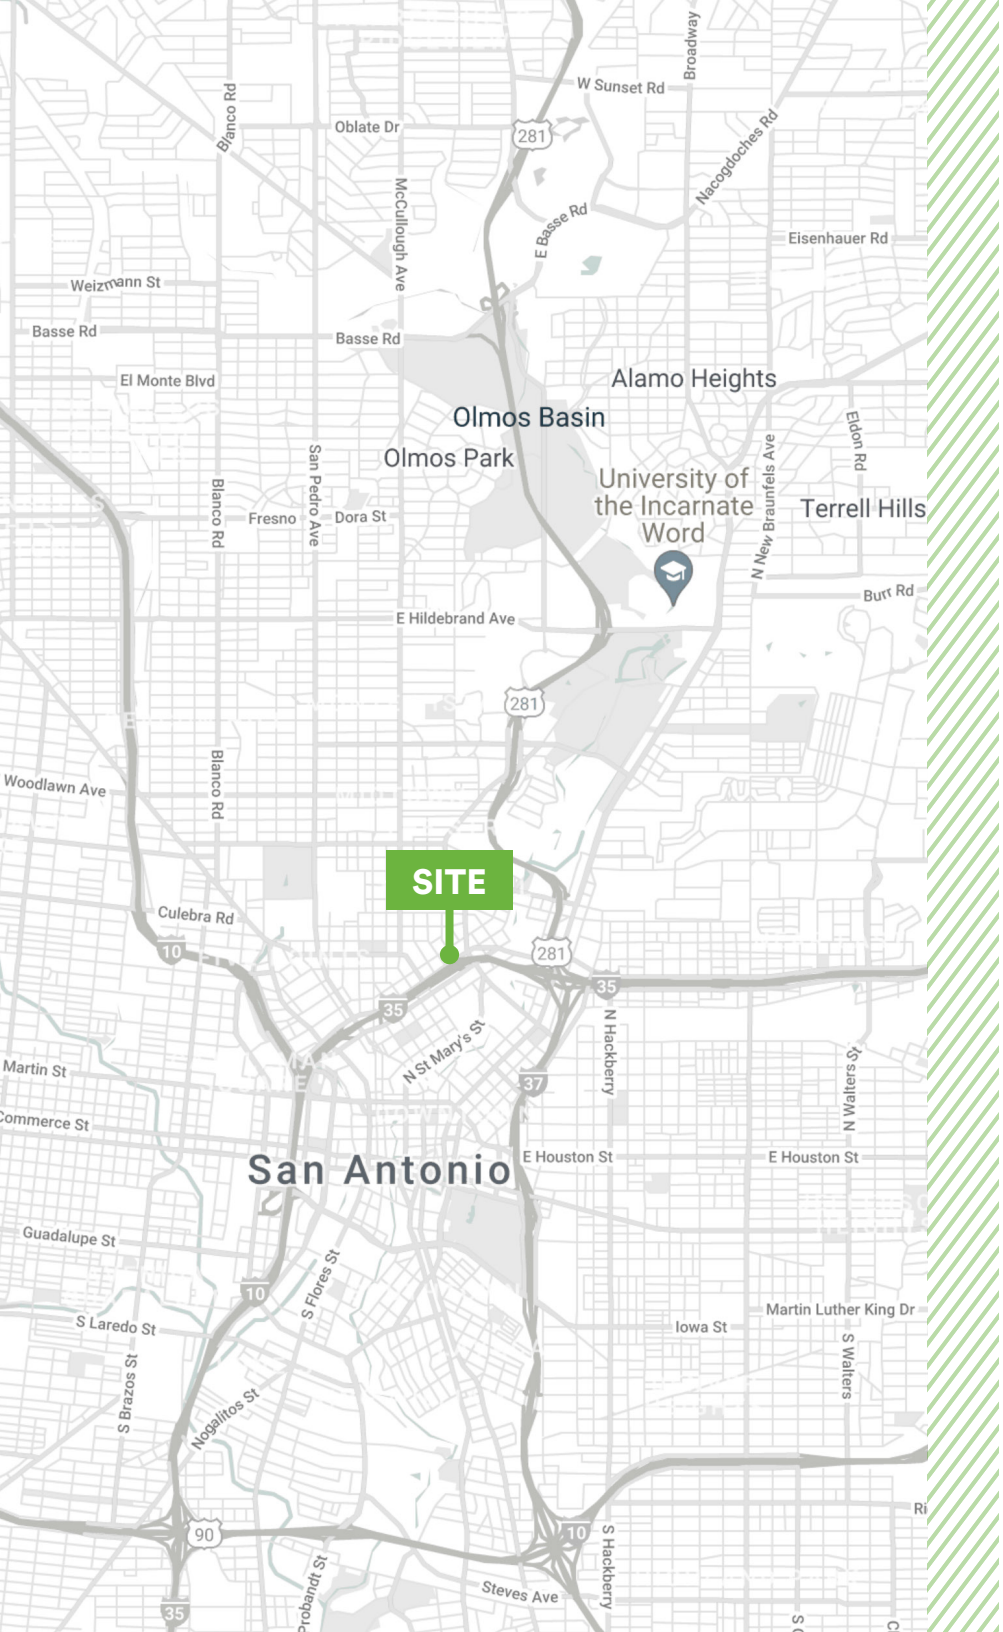 Broadway
W Sunset Rd
Blanco Rd
Oblate Dr
281
Nacogdoches Rd
McCullough Ave
E Basse Rd
Eisenhauer Rd
Weizmann St
Basse Rd
Basse Rd
El Monte Blvd
Alamo Heights
Olmos Basin
Olmos Park
Eldon Rd
San Pedro Ave
Blanco Rd
University of
the Incarnate
Word
N New Braunfels Ave
Terrell Hills
Fresno
Dora St
Burr Rd
E Hildebrand Ave
281
Blanco Rd
Woodlawn Ave
SITE
Culebra Rd
10
281
35
35
N St Mary's St
N Hackberry
Martin St
37
N Walters St
Commerce St
E Houston St
E Houston St
San Antonio
Guadalupe St
S Flores St
10
Martin Luther King Dr
S Laredo St
Iowa St
S Walters
S Brazos St
Nogalitos St
90
10
S Hackberry
Probandt St
Steves Ave
35